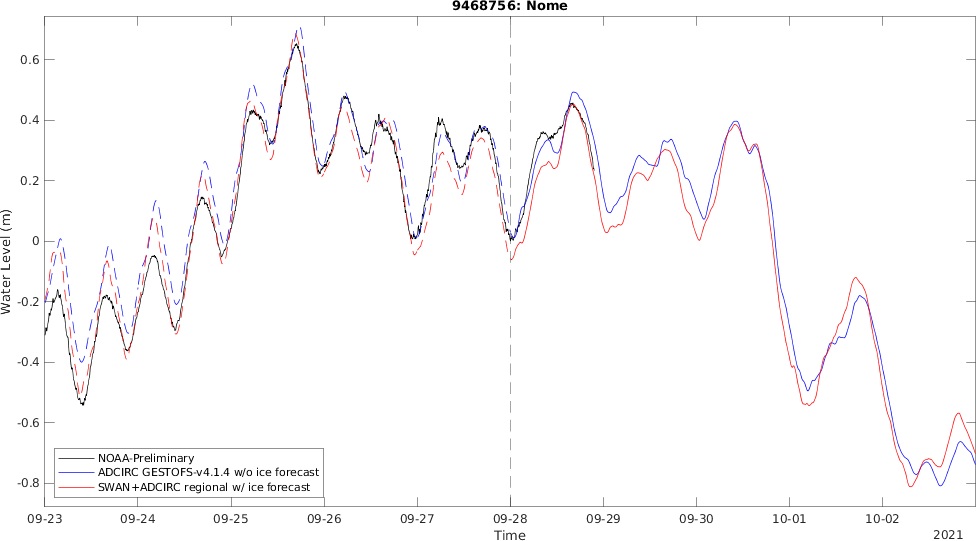 9468756: Nome
0.6
0.4
0.2
0
-0.2
-0.4
-0.6
-0.8
Water Level (m)
NOAA-Preliminary
ADCIRC GESTOFS-v4.1.4 w/o ice forecast
SWAN+ADCIRC regional w/ ice forecast
09-23 09-24 09-25 09-26 09-27 09-28 09-29 09-30 10-01 10-02
Time
2021